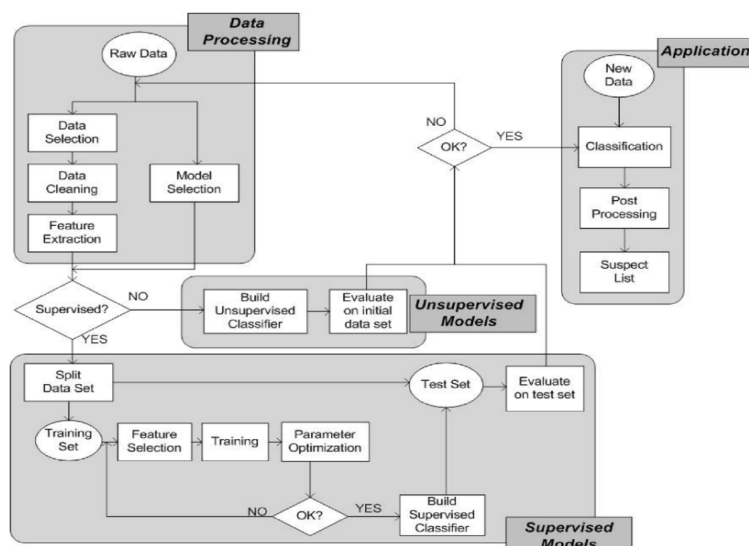 Data
Processing
Raw Data
Data
Selection
Data
Cleaning
Feature
Extraction
Model
Selection
NO
OK?
YES
Application
New
Data
Classification
Post
Processing
Suspect
List
Supervised?
NO
YES
Build
Unsupervised
Classifier
Evaluate
on initial
data set
Unsupervised
Models
Split
Data Set
Test Set
Evaluate
on test set
Training
Set
Feature
Selection
Training
Parameter
Optimization
NO
OK?
YES
Build
Supervised
Classifier
Supervised
Models